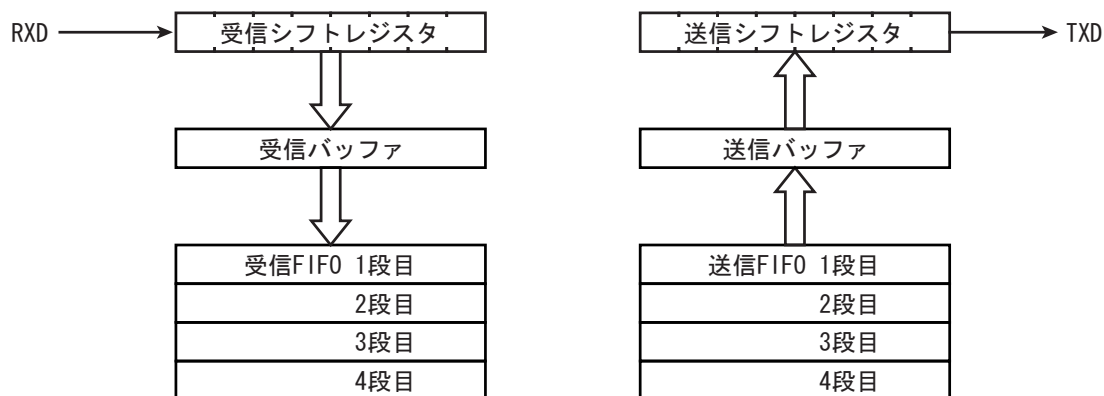 RXD
受信シフトレジスタ
受信バッファ
受信FIFO 1段目
2段目
3段目
4段目
送信シフトレジスタ
TXD
送信バッファ
送信FIFO 1段目
2段目
3段目
4段目